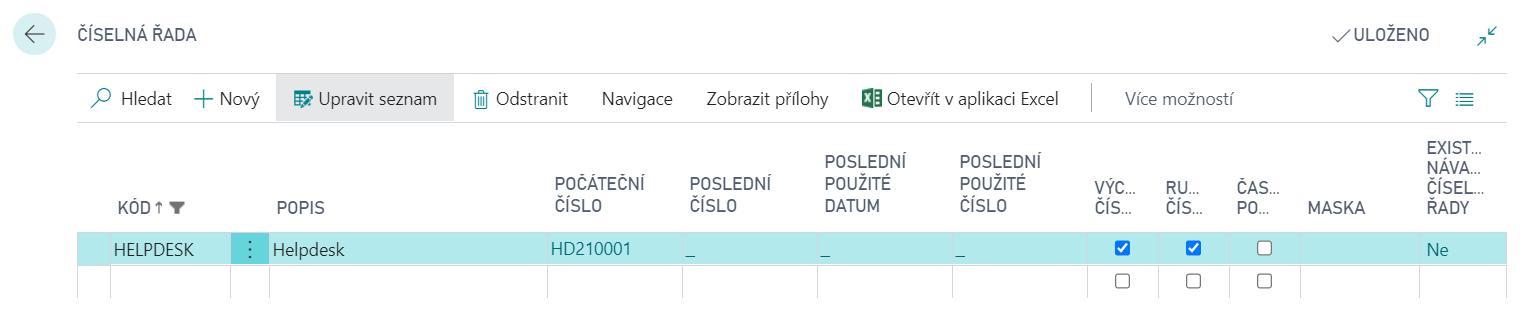 ČÍSELNÁ ŘADA
ULOŽENO
Hledat
Nový
Upravit seznam
Odstranit
Navigace
Zobrazit přílohy
Otevřít v aplikaci Excel
Více možností
KÓD
POPIS
POČÁTEČNÍ
ČÍSLO
POSLEDNÍ
ČÍSLO
POSLEDNÍ
POUŽITÉ
DATUM
POSLEDNÍ
POUŽITÉ
ČÍSLO
VÝC...
ČÍS...
RU...
ČÍS...
ČAS...
PO...
MASKA
EXIST...
NÁVA...
ČÍSEL...
ŘADY
HELPDESK
Helpdesk
HD210001
_
_
_
Ne